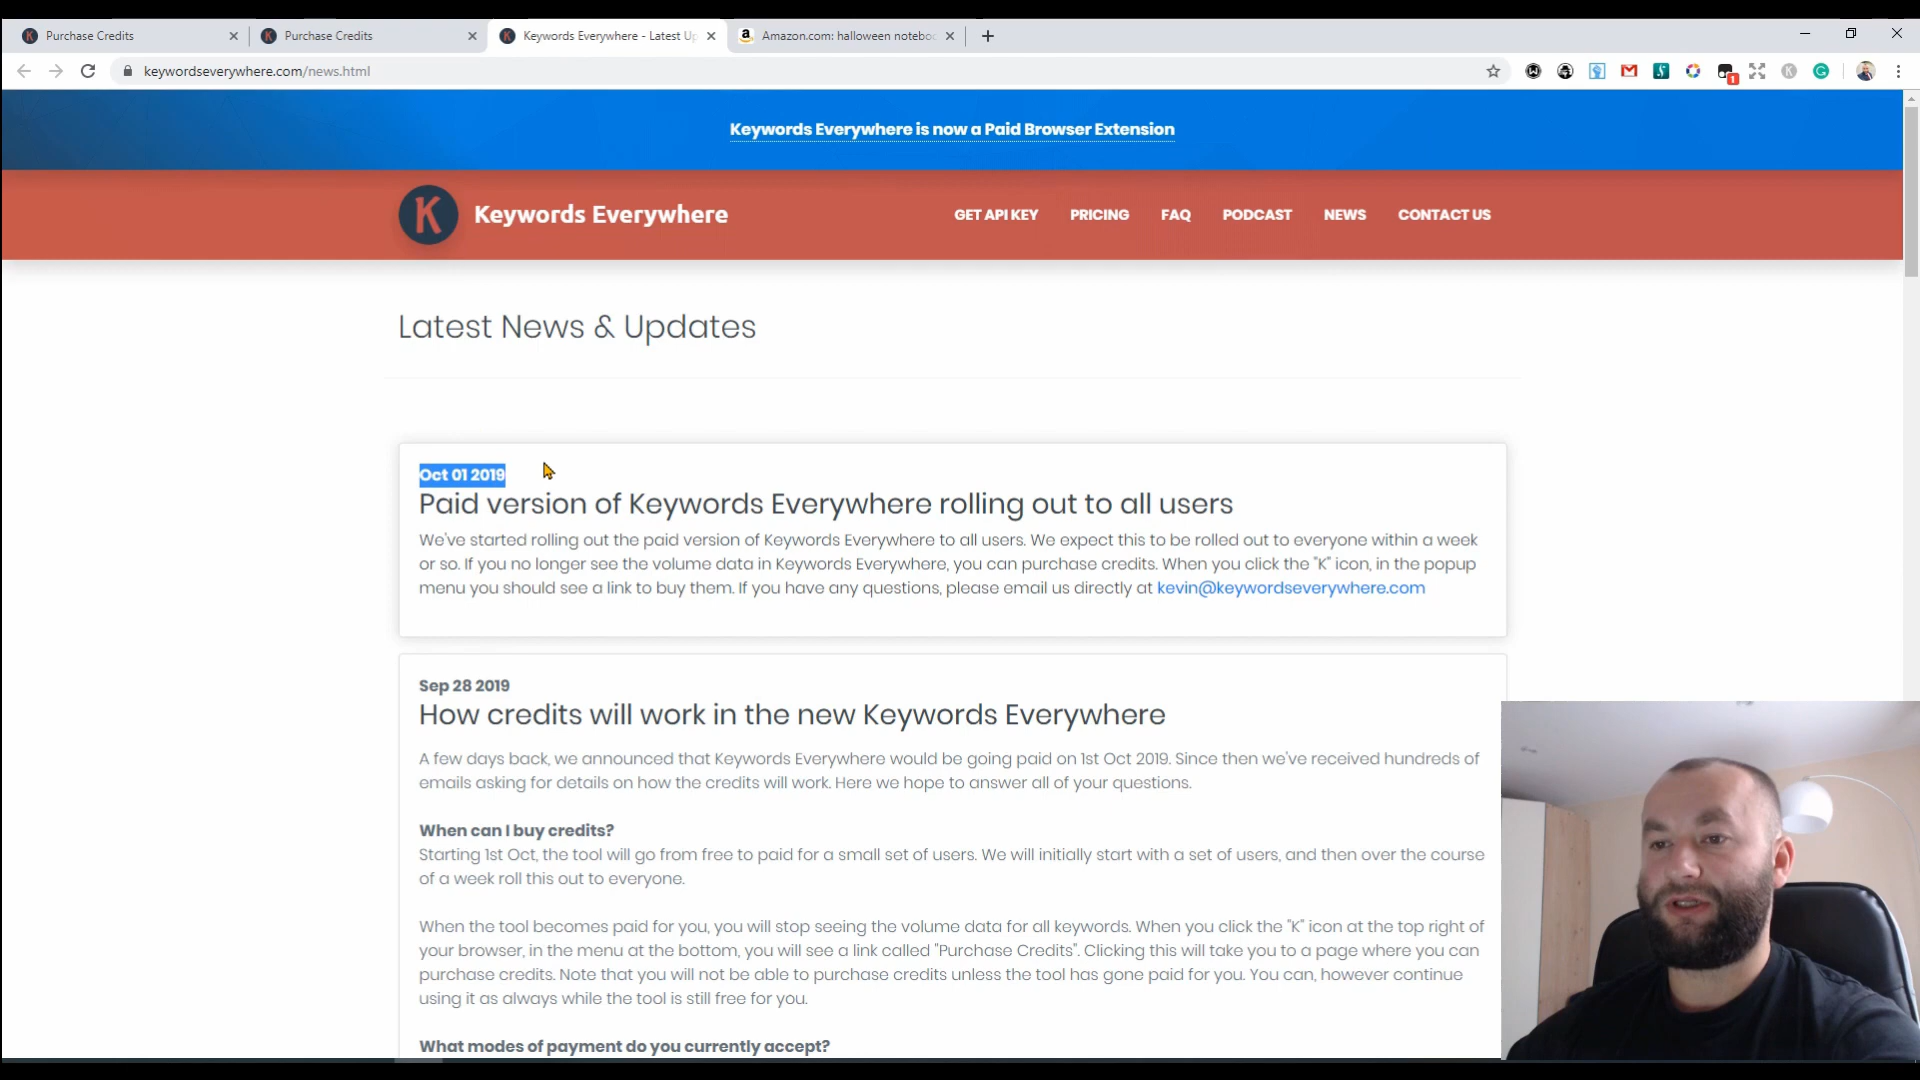 Purchase Credits
Purchase Credits
Keywords Everywhere - Latest Up
Amazon.com: halloween noteboo
keywordseverywhere.com/news.html
Keywords Everywhere is now a Paid Browser Extension
K
Keywords Everywhere
GET API KEY
PRICING
FAQ
PODCAST
NEWS
CONTACT US
Latest News & Updates
Oct 01 2019
Paid version of Keywords Everywhere rolling out to all users
We've started rolling out the paid version of Keywords Everywhere to all users. We expect this to be rolled out to everyone within a week
or so. If you no longer see the volume data in Keywords Everywhere, you can purchase credits. When you click the "K" icon, in the popup
menu you should see a link to buy them. If you have any questions, please email us directly at kevin@keywordseverywhere.com
Sep 28 2019
How credits will work in the new Keywords Everywhere
A few days back, we announced that Keywords Everywhere would be going paid on 1st Oct 2019. Since then we've received hundreds of
emails asking for details on how the credits will work. Here we hope to answer all of your questions.
When can I buy credits?
Starting 1st Oct, the tool will go from free to paid for a small set of users. We will initially start with a set of users, and then over the course
of a week roll this out to everyone.
When the tool becomes paid for you, you will stop seeing the volume data for all keywords. When you click the "K" icon at the top right of
your browser, in the menu at the bottom, you will see a link called "Purchase Credits". Clicking this will take you to a page where you can
purchase credits. Note that you will not be able to purchase credits unless the tool has gone paid for you. You can, however continue
using it as always while the tool is still free for you.
What modes of payment do you currently accept?